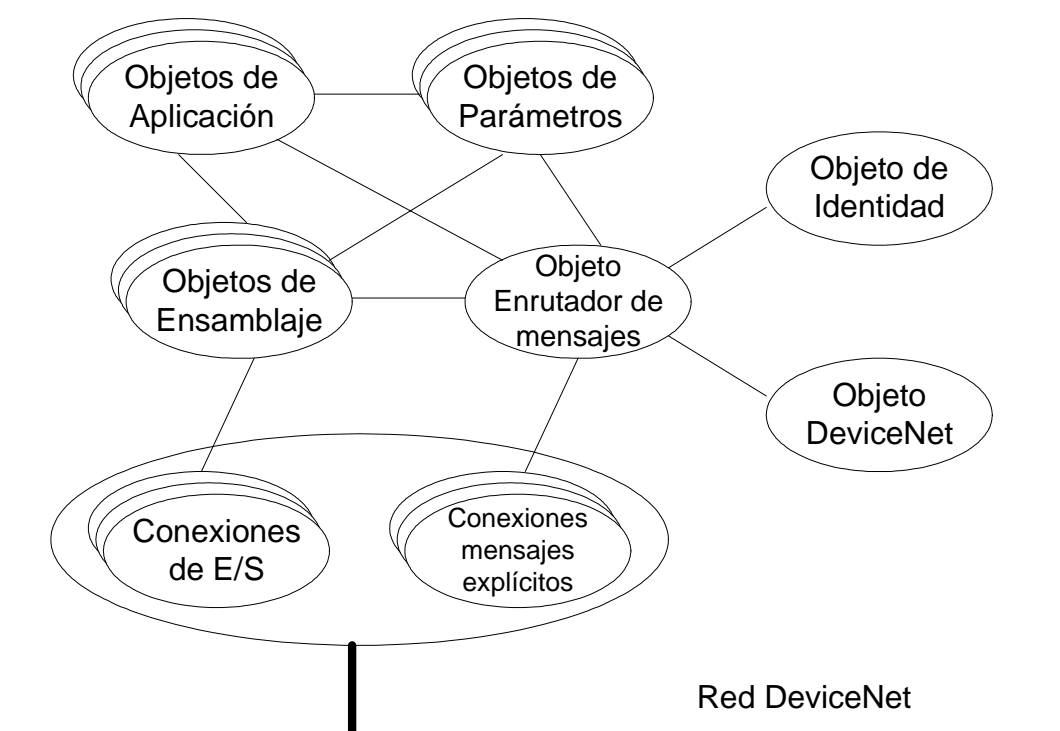 Objetos de
Aplicación
Objetos de
Parámetros
Objeto de
Identidad
Objetos de
Ensamblaje
Objeto
Enrutador de
mensajes
Objeto
DeviceNet
Conexiones
de E/S
Conexiones
mensajes
explícitos
Red DeviceNet